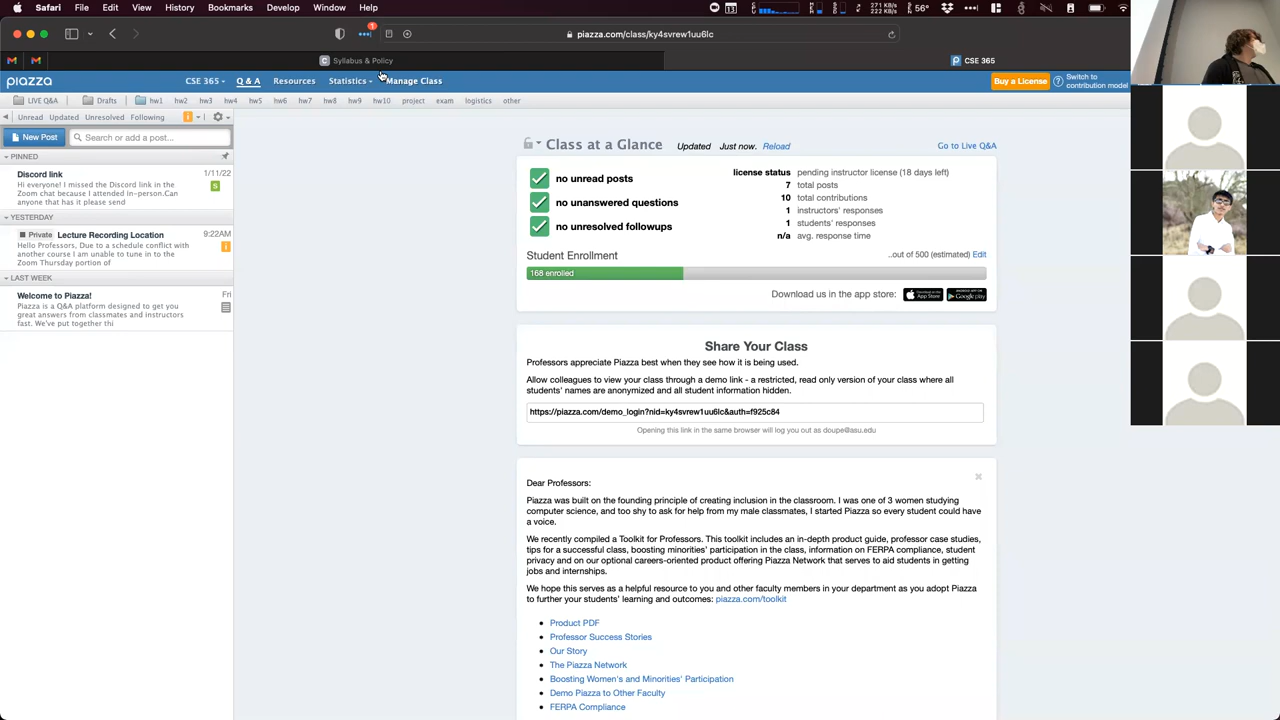 Safari File Edit View History Bookmarks Develop Window Help
271 KB/s
piazza.com/class/ky4svrew1uu6lc
Syllabus & Policy
CSE 365
piazza
CSE 365 Q & A Resources Statistics Manage Class
Buy a License
? Switch to
contribution model
LIVE Q&A Drafts hw1 hw2 hw3 hw4 hw5 hw6 hw7 hw8 hw9 hw10 project exam logistics other
Unread Updated Unresolved Following
New Post
Search or add a post...
PINNED
Discord link 1/11/22
Hi everyone! I missed the Discord link in the
Zoom chat because I attended in-person.Can
anyone that has it please send
S
YESTERDAY
Private Lecture Recording Location 9:22AM
Hello Professors, Due to a schedule conflict with
another course I am unable to tune in to the
Zoom Thursday portion of
i
LAST WEEK
Welcome to Piazza! Fri
Piazza is a Q&A platform designed to get you
great answers from classmates and instructors
fast. We've put together thi
Class at a Glance Updated Just now. Reload
Go to Live Q&A
no unread posts
no unanswered questions
no unresolved followups
license status pending instructor license (18 days left)
7 total posts
10 total contributions
1 instructors' responses
1 students' responses
n/a avg. response time
Student Enrollment
..out of 500 (estimated) Edit
168 enrolled
Download us in the app store:
App Store
Google play
Share Your Class
Professors appreciate Piazza best when they see how it is being used.
Allow colleagues to view your class through a demo link - a restricted, read only version of your class where all
students' names are anonymized and all student information hidden.
https://piazza.com/demo_login?nid=ky4svrew1uu6lc&auth=f925c84
Opening this link in the same browser will log you out as doupe@asu.edu
Dear Professors:
Piazza was built on the founding principle of creating inclusion in the classroom. I was one of 3 women studying
computer science, and too shy to ask for help from my male classmates, I started Piazza so every student could have
a voice.
We recently compiled a Toolkit for Professors. This toolkit includes an in-depth product guide, professor case studies,
tips for a successful class, boosting minorities' participation in the class, information on FERPA compliance, student
privacy and on our optional careers-oriented product offering Piazza Network that serves to aid students in getting
jobs and internships.
We hope this serves as a helpful resource to you and other faculty members in your department as you adopt Piazza
to further your students' learning and outcomes: piazza.com/toolkit
Product PDF
Professor Success Stories
Our Story
The Piazza Network
Boosting Women's and Minorities' Participation
Demo Piazza to Other Faculty
FERPA Compliance